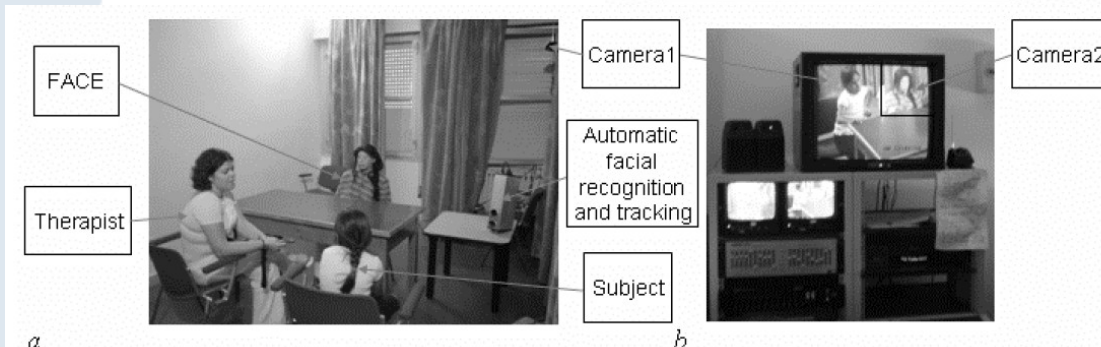 FACE
Therapist
Camera1
Automatic
facial
recognition
and tracking
Subject
Camera2
a
b